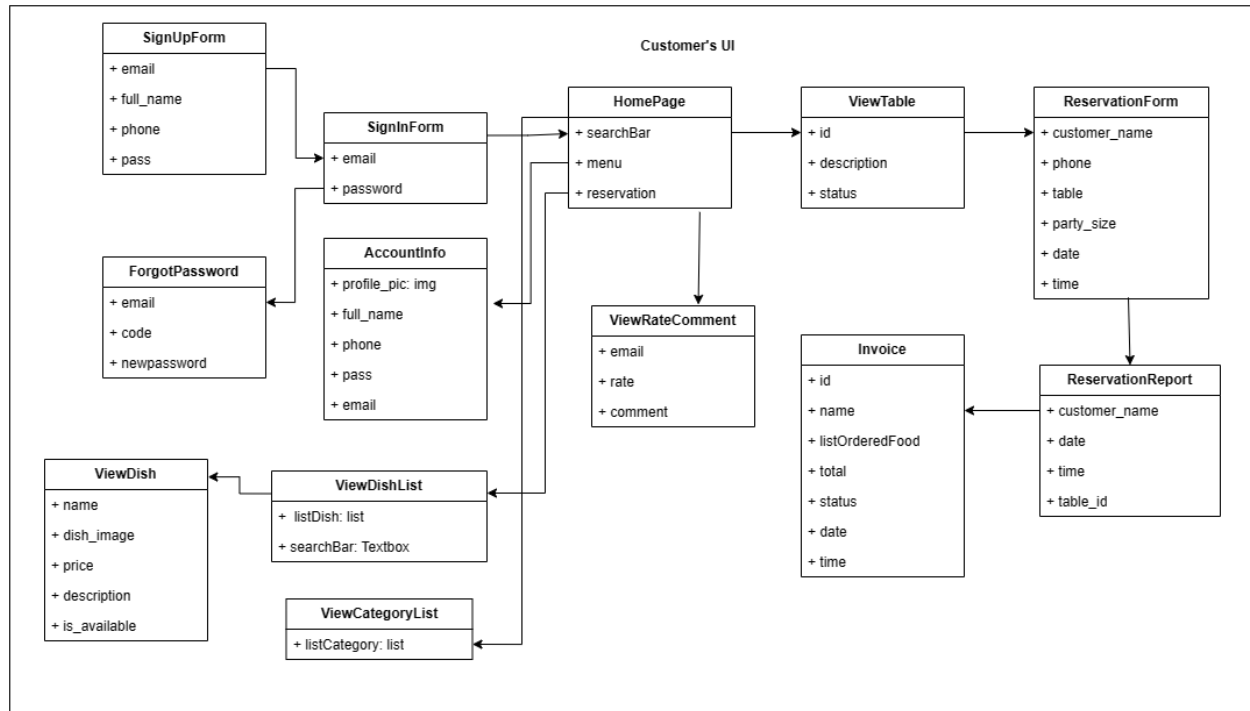 Customer's UI
SignUpForm
+ email
+ full_name
+ phone
+ pass
SignInForm
+ email
+ password
HomePage
+ searchBar
+ menu
+ reservation
ViewTable
+ id
+ description
+ status
ReservationForm
+ customer_name
+ phone
+ table
+ party_size
+ date
+ time
ForgotPassword
+ email
+ code
+ newpassword
AccountInfo
+ profile_pic: img
+ full_name
+ phone
+ pass
+ email
ViewRateComment
+ email
+ rate
+ comment
Invoice
+ id
+ name
+ listOrderedFood
+ total
+ status
+ date
+ time
ReservationReport
+ customer_name
+ date
+ time
+ table_id
ViewDish
+ name
+ dish_image
+ price
+ description
+ is_available
ViewDishList
+ listDish: list
+ searchBar: Textbox
ViewCategoryList
+ listCategory: list